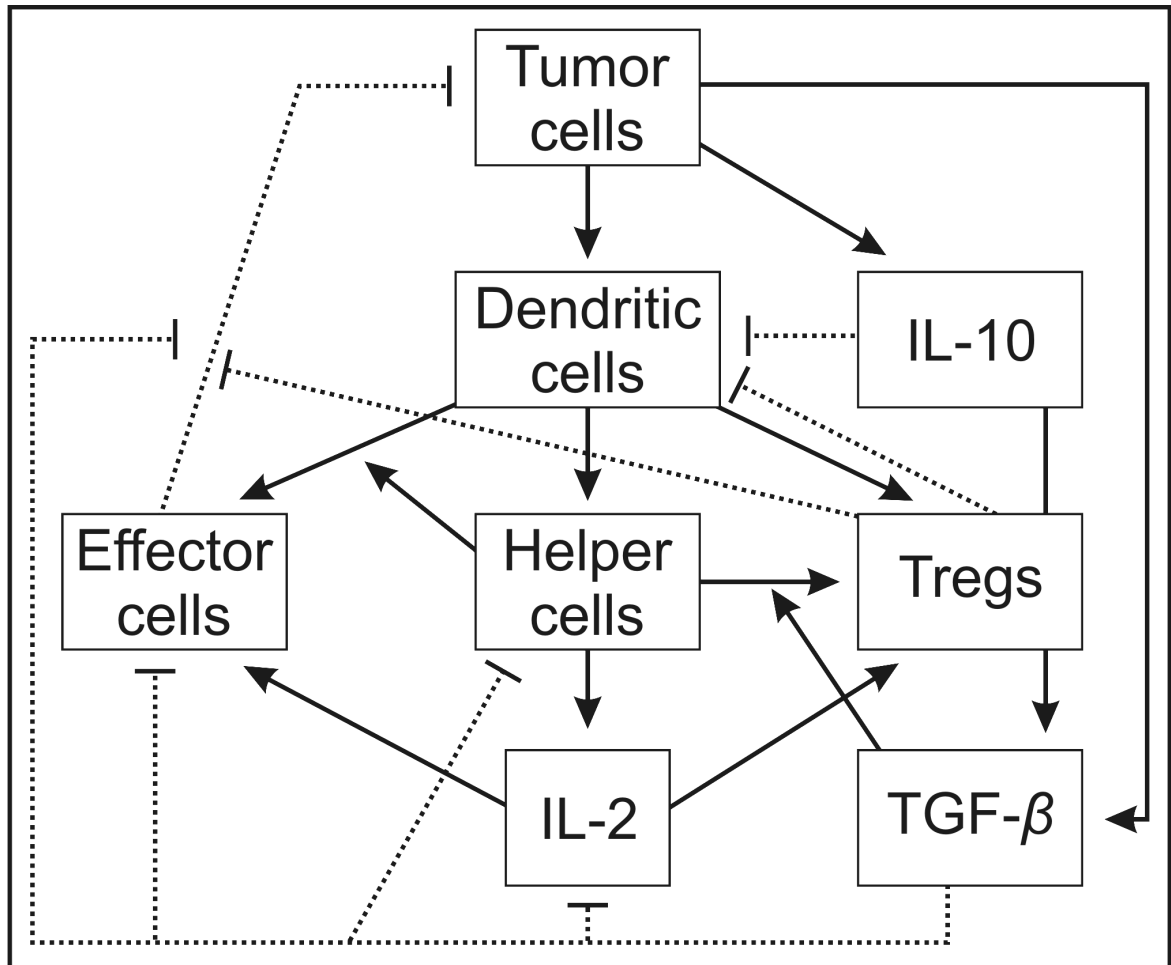 Tumor
cells
Dendritic
cells
IL-10
Effector
cells
Helper
cells
Tregs
IL-2
TGF-β